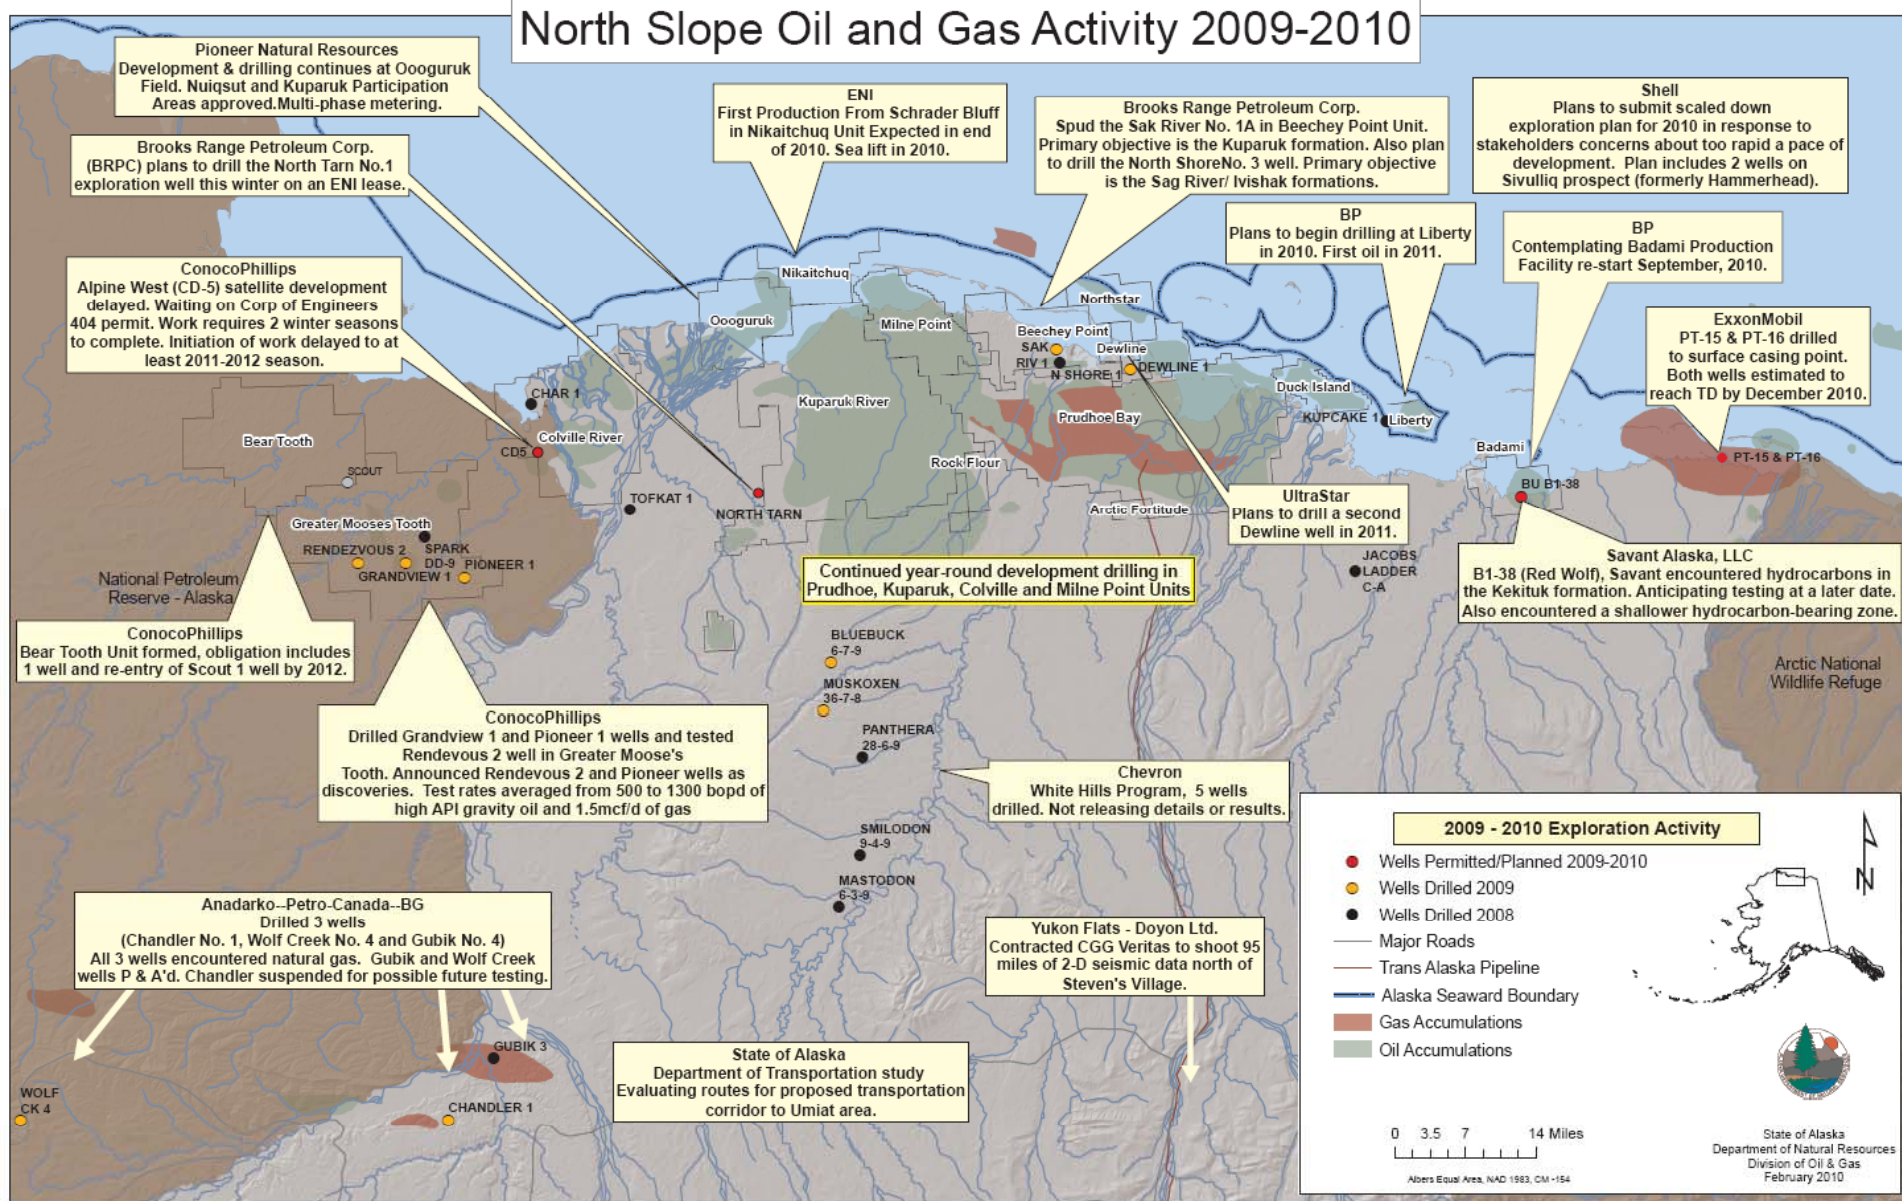 North Slope Oil and Gas Activity 2009-2010
Pioneer Natural Resources
Development & drilling continues at Oooguruk
Field. Nuiqsut and Kuparuk Participation
Areas approved.Multi-phase metering.
ENI
First Production From Schrader Bluff
in Nikaitchuq Unit Expected in end
of 2010. Sea lift in 2010.
Brooks Range Petroleum Corp.
Spud the Sak River No. 1A in Beechey Point Unit.
Primary objective is the Kuparuk formation. Also plan
to drill the North ShoreNo. 3 well. Primary objective
is the Sag River/ Ivishak formations.
Shell
Plans to submit scaled down
exploration plan for 2010 in response to
stakeholders concerns about too rapid a pace of
development. Plan includes 2 wells on
Sivulliq prospect (formerly Hammerhead).
Brooks Range Petroleum Corp.
(BRPC) plans to drill the North Tarn No.1
exploration well this winter on an ENI lease.
BP
Plans to begin drilling at Liberty
in 2010. First oil in 2011.
BP
Contemplating Badami Production
Facility re-start September, 2010.
ConocoPhillips
Alpine West (CD-5) satellite development
delayed. Waiting on Corp of Engineers
404 permit. Work requires 2 winter seasons
to complete. Initiation of work delayed to at
least 2011-2012 season.
ExxonMobil
PT-15 & PT-16 drilled
to surface casing point.
Both wells estimated to
reach TD by December 2010.
Nikaitchuq
Oooguruk
Milne Point
Northstar
Beechey Point
SAK
RIV 1
Dewline
N SHORE 1
DEWLINE 1
Duck Island
CHAR 1
Kuparuk River
Prudhoe Bay
KUPCAKE 1
Liberty
Bear Tooth
Colville River
CD5
Rock Flour
Badami
PT-15 & PT-16
SCOUT
BU B1-38
TOFKAT 1
NORTH TARN
Arctic Fortitude
UltraStar
Plans to drill a second
Dewline well in 2011.
Greater Mooses Tooth
RENDEZVOUS 2
SPARK
DD-9
PIONEER 1
GRANDVIEW 1
National Petroleum
Reserve - Alaska
Continued year-round development drilling in
Prudhoe, Kuparuk, Colville and Milne Point Units
JACOBS
LADDER
C-A
Savant Alaska, LLC
B1-38 (Red Wolf), Savant encountered hydrocarbons in
the Kekituk formation. Anticipating testing at a later date.
Also encountered a shallower hydrocarbon-bearing zone.
ConocoPhillips
Bear Tooth Unit formed, obligation includes
1 well and re-entry of Scout 1 well by 2012.
BLUEBUCK
6-7-9
MUSKOXEN
36-7-8
Arctic National
Wildlife Refuge
ConocoPhillips
Drilled Grandview 1 and Pioneer 1 wells and tested
Rendevous 2 well in Greater Moose's
Tooth. Announced Rendevous 2 and Pioneer wells as
discoveries. Test rates averaged from 500 to 1300 bopd of
high API gravity oil and 1.5mcf/d of gas
PANTHERA
28-6-9
Chevron
White Hills Program, 5 wells
drilled. Not releasing details or results.
SMILODON
9-4-9
MASTODON
6-3-9
Anadarko--Petro-Canada--BG
Drilled 3 wells
(Chandler No. 1, Wolf Creek No. 4 and Gubik No. 4)
All 3 wells encountered natural gas. Gubik and Wolf Creek
wells P & A'd. Chandler suspended for possible future testing.
Yukon Flats - Doyon Ltd.
Contracted CGG Veritas to shoot 95
miles of 2-D seismic data north of
Steven's Village.
GUBIK 3
State of Alaska
Department of Transportation study
Evaluating routes for proposed transportation
corridor to Umiat area.
WOLF
CK 4
CHANDLER 1
2009 - 2010 Exploration Activity
Wells Permitted/Planned 2009-2010
Wells Drilled 2009
Wells Drilled 2008
Major Roads
Trans Alaska Pipeline
Alaska Seaward Boundary
Gas Accumulations
Oil Accumulations
N
0 3.5 7 14 Miles
Albers Equal Area, NAD 1983, CM -154
State of Alaska
Department of Natural Resources
Division of Oil & Gas
February 2010